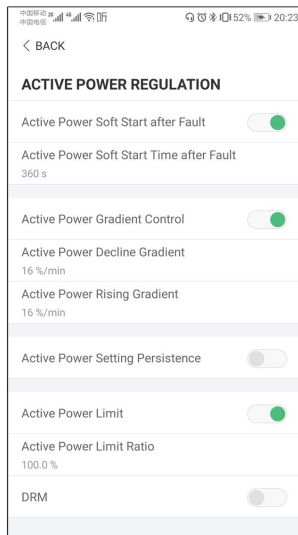 中国移动 26 46 52% 20:23
中国电信
< BACK
ACTIVE POWER REGULATION
Active Power Soft Start after Fault
Active Power Soft Start Time after Fault
360 s
Active Power Gradient Control
Active Power Decline Gradient
16 %/min
Active Power Rising Gradient
16 %/min
Active Power Setting Persistence
Active Power Limit
Active Power Limit Ratio
100.0 %
DRM